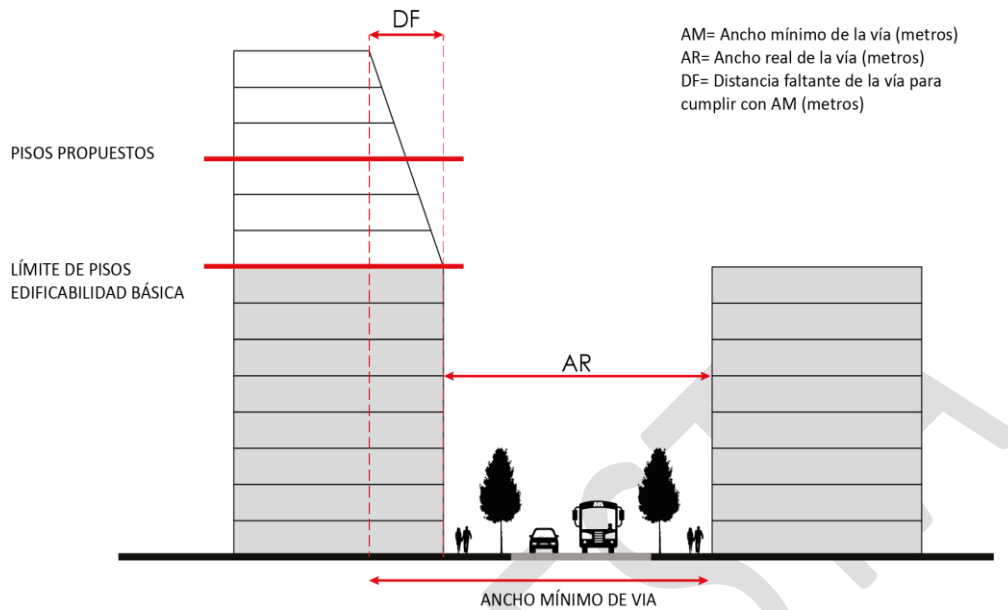 DF
AM= Ancho mínimo de la vía (metros)
AR= Ancho real de la vía (metros)
DF= Distancia faltante de la vía para
cumplir con AM (metros)
PISOS PROPUESTOS
LÍMITE DE PISOS
EDIFICABILIDAD BÁSICA
AR
ANCHO MÍNIMO DE VIA